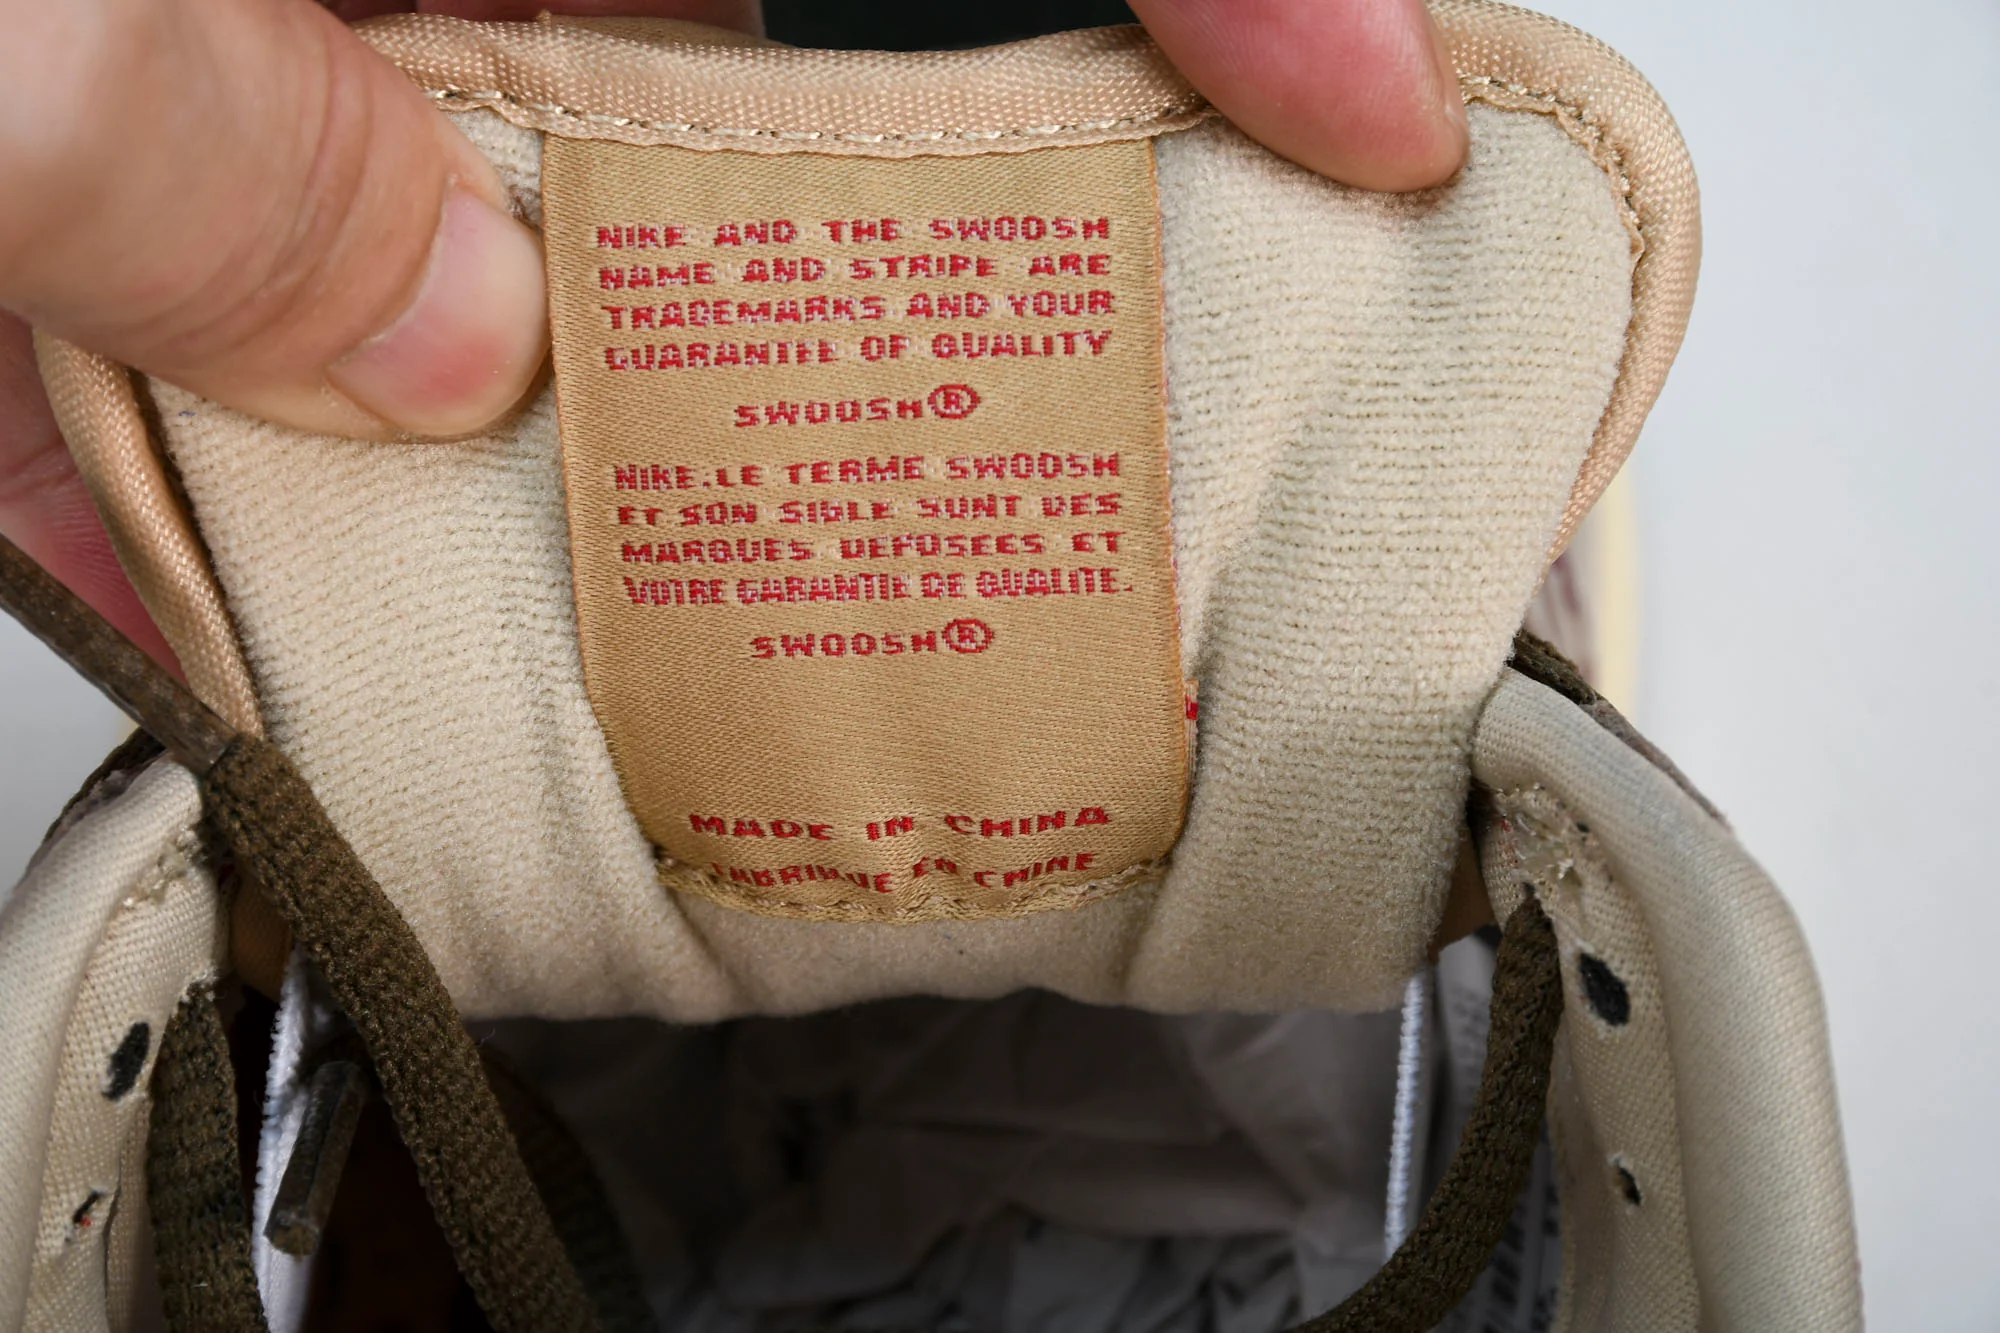 NIKE AND THE SWOOSH
NAME AND STRIPE ARE
TRADEMARKS AND YOUR
GUARANTEE OF QUALITY
SWOOSH®
NIKE.LE TERME SWOOSH
ET SON SIGLE SONT DES
MARQUES DEPOSEES ET
VOTRE GARANTIE DE QUALITE.
SWOOSH®
MADE IN CHINA
FABRIQUE EN CHINE